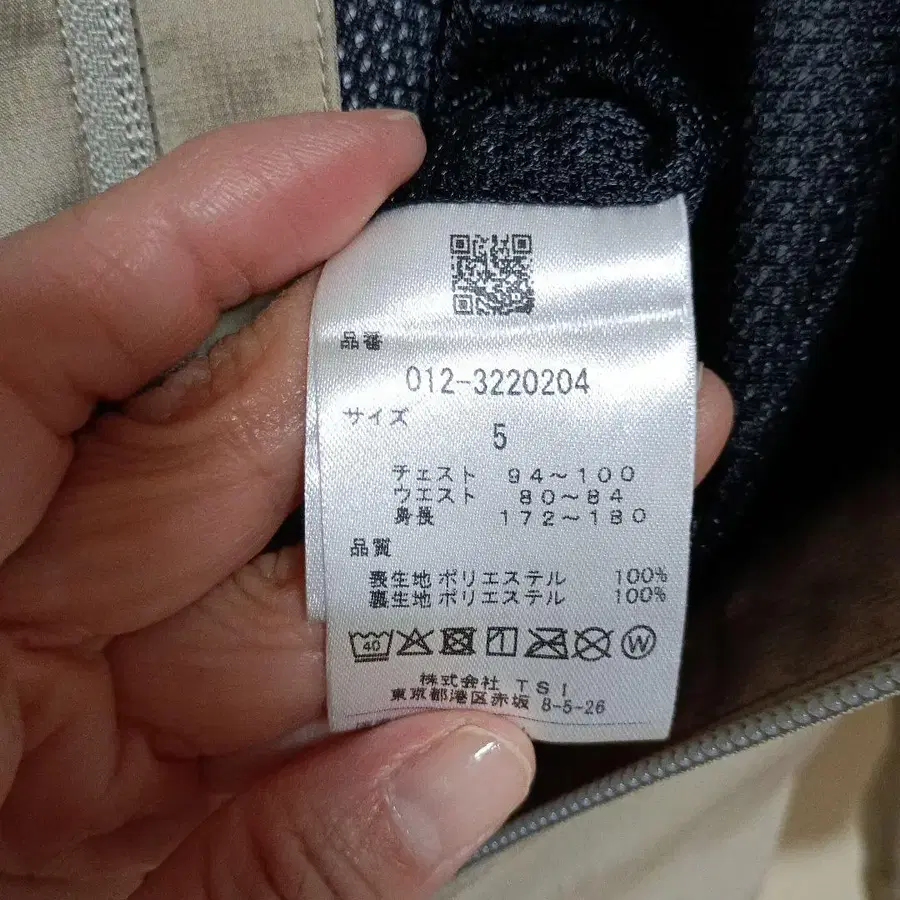 品番
012-3220204
サイズ
5
チェスト 94～100
ウエスト 80～84
身長 172～180
品質
表生地 ポリエステル 100%
裏生地 ポリエステル 100%
40 W
株式会社 TSI
東京都港区赤坂 8-5-26